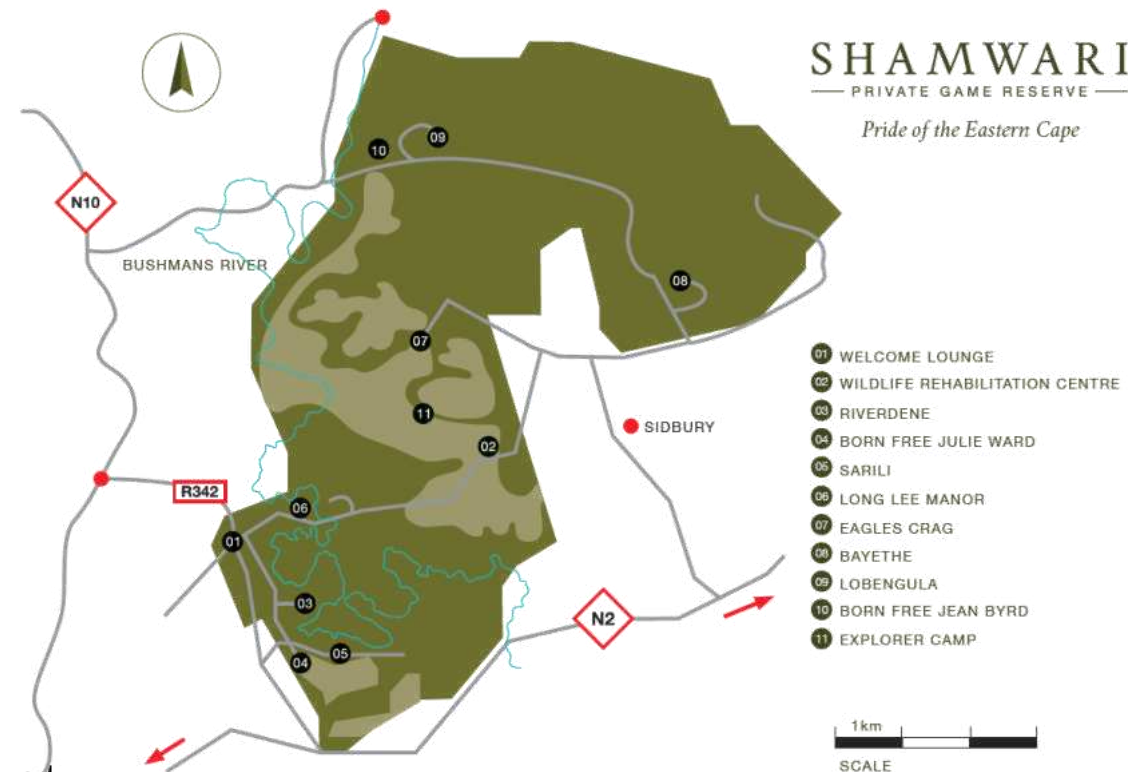 SHAMWARI
PRIVATE GAME RESERVE
Pride of the Eastern Cape
09
10
N10
BUSHMANS RIVER
08
07
11
SIDBURY
02
R342
06
01
03
N2
05
04
01 WELCOME LOUNGE
02 WILDLIFE REHABILITATION CENTRE
03 RIVERDENE
04 BORN FREE JULIE WARD
05 SARILI
06 LONG LEE MANOR
07 EAGLES CRAG
08 BAYETHE
09 LOBENGULA
10 BORN FREE JEAN BYRD
11 EXPLORER CAMP
1km
SCALE